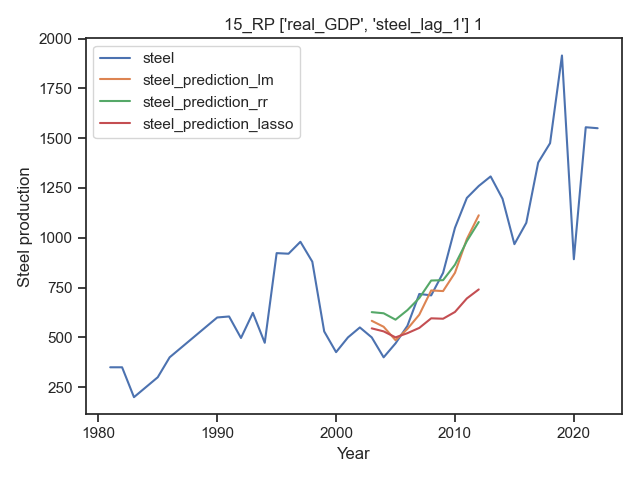 15_RP ['real_GDP', 'steel_lag_1'] 1
steel
steel_prediction_lm
steel_prediction_rr
steel_prediction_lasso
Steel production
2000
1750
1500
1250
1000
750
500
250
1980
1990
2000
2010
2020
Year